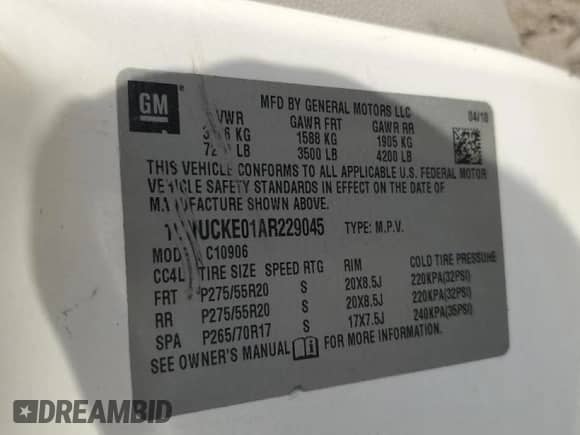 GM
MFD BY GENERAL MOTORS LLC 04/10
GAWR FRT GAWR RR
KG 1588 KG 1905 KG
LB 3500 LB 4200 LB
THIS VEHICLE CONFORMS TO ALL APPLICABLE U.S. FEDERAL MOTOR
VEHICLE SAFETY STANDARDS IN EFFECT ON THE DATE OF
MANUFACTURE SHOWN ABOVE.
UCKE01AR229045 TYPE: M.P.V.
C10906
TIRE SIZE SPEED RTG RIM COLD TIRE PRESSURE
FRT P275/55R20 S 20X8.5J 220KPA(32PSI)
RR P275/55R20 S 20X8.5J 220KPA(32PSI)
SPA P265/70R17 S 17X7.5J 240KPA(35PSI)
SEE OWNER'S MANUAL FOR MORE INFORMATION.
DREAMBID